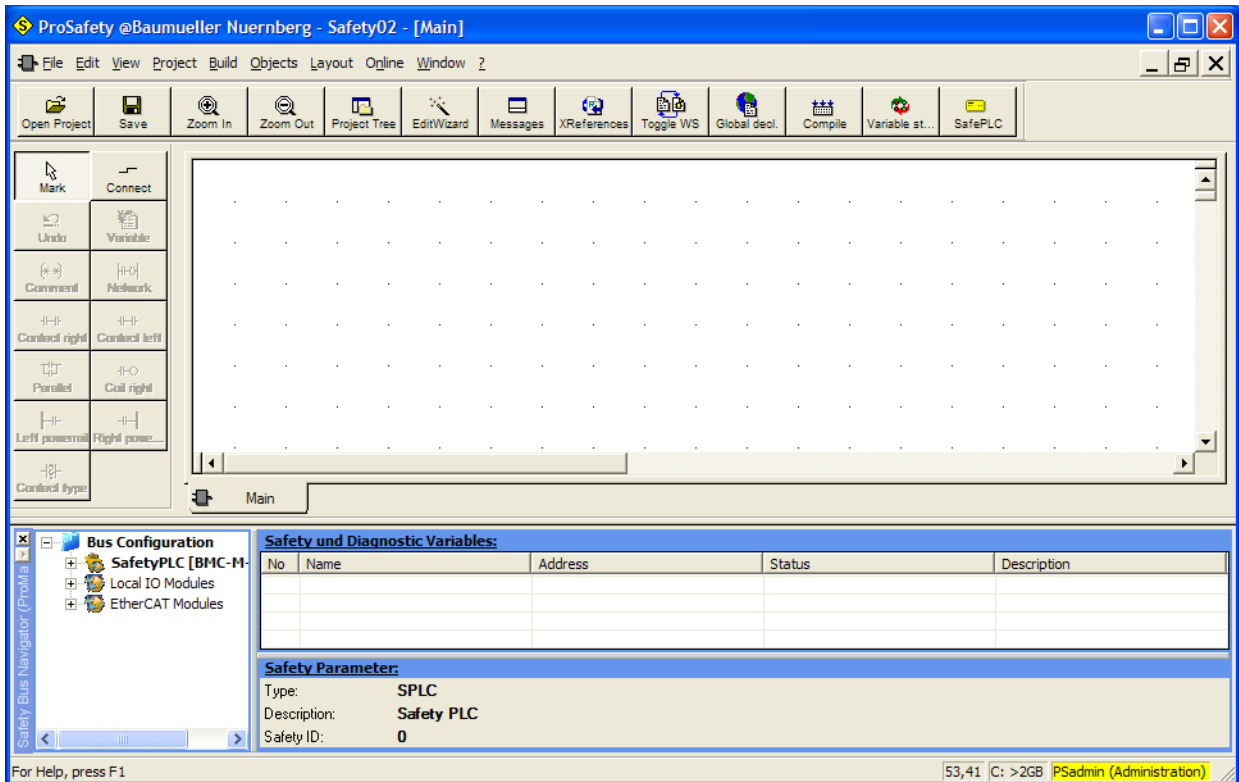 ProSafety @Baumueller Nuernberg - Safety02 - [Main]
File Edit View Project Build Objects Layout Online Window ?
Open Project Save Zoom In Zoom Out Project Tree EditWizard Messages XReferences Toggle WS Global decl. Compile Variable st... SafePLC
Mark Connect
Undo Variable
Comment Network
Contact right Contact left
Parallel Coil right
Left powerrail Right powe...
Contact type
Main
Safety Bus Navigator (ProMa
Bus Configuration
SafetyPLC [BMC-M-
Local IO Modules
EtherCAT Modules
Safety und Diagnostic Variables:
No Name Address Status Description
Safety Parameter:
Type: SPLC
Description: Safety PLC
Safety ID: 0
For Help, press F1 53,41 C: >2GB PSadmin (Administration)